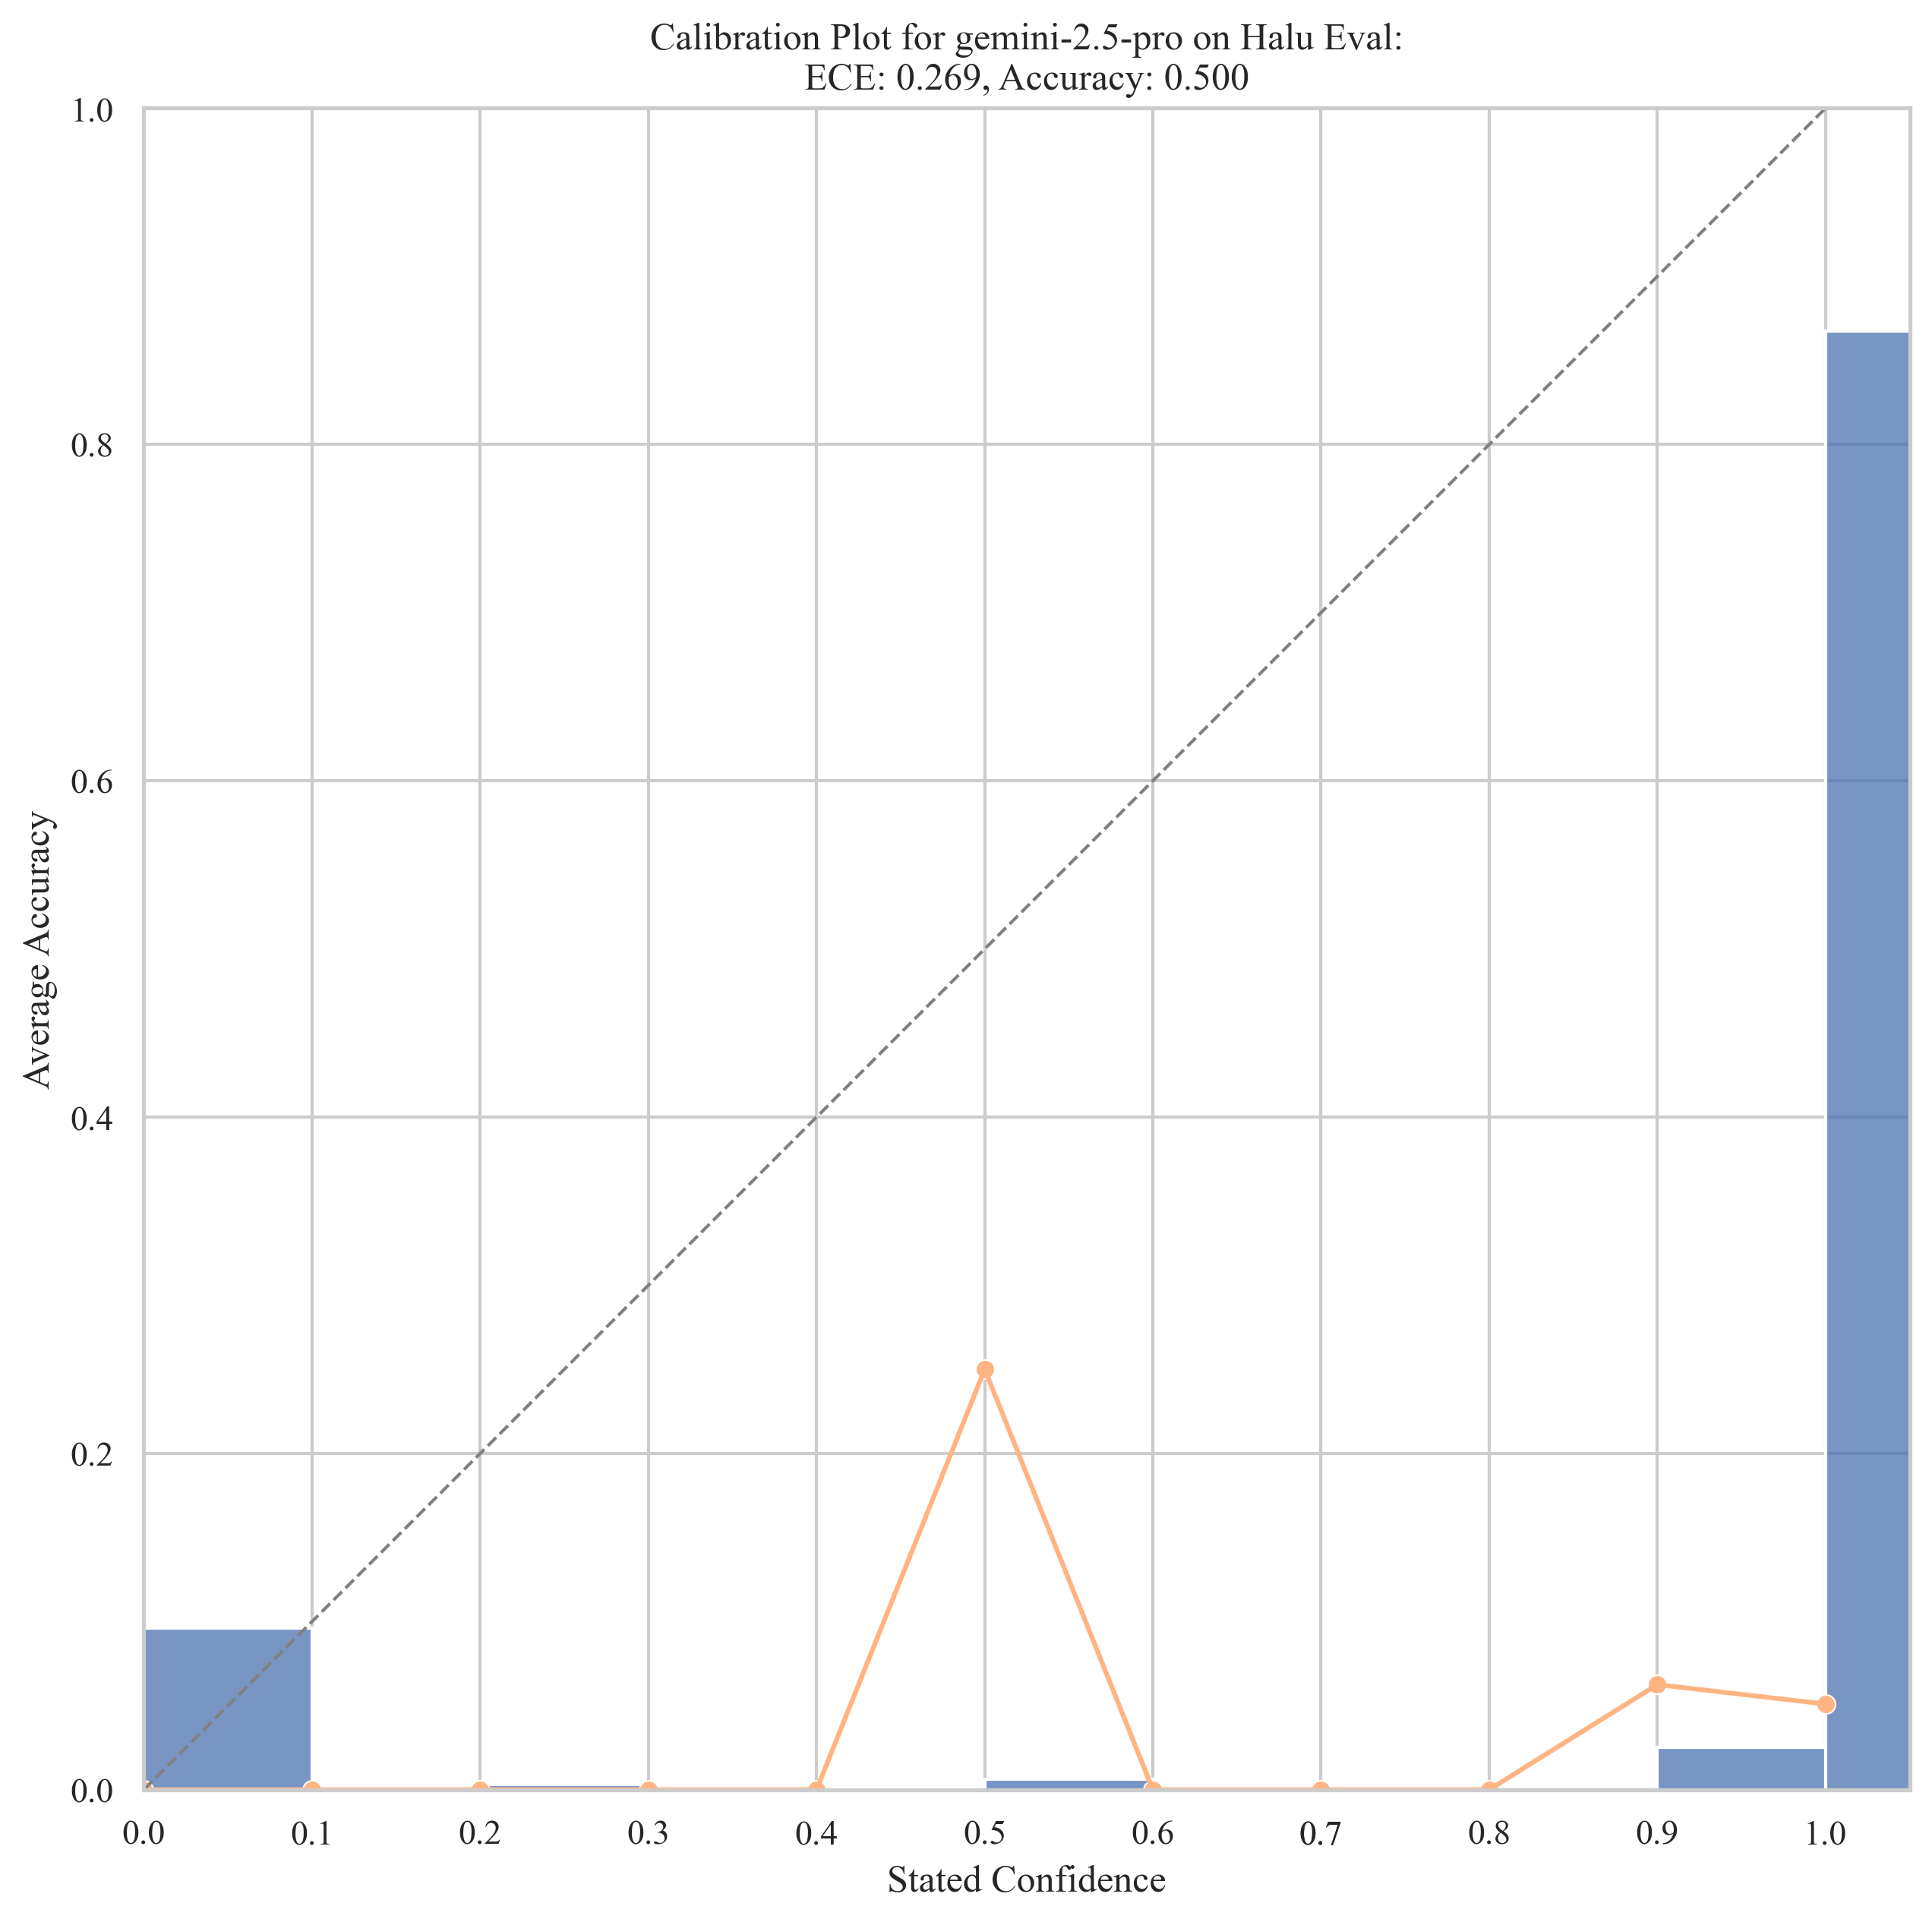 Calibration Plot for gemini-2.5-pro on Halu Eval:
ECE: 0.269, Accuracy: 0.500
1.0
0.8
0.6
0.4
0.2
0.0
Average Accuracy
0.0 0.1 0.2 0.3 0.4 0.5 0.6 0.7 0.8 0.9 1.0
Stated Confidence